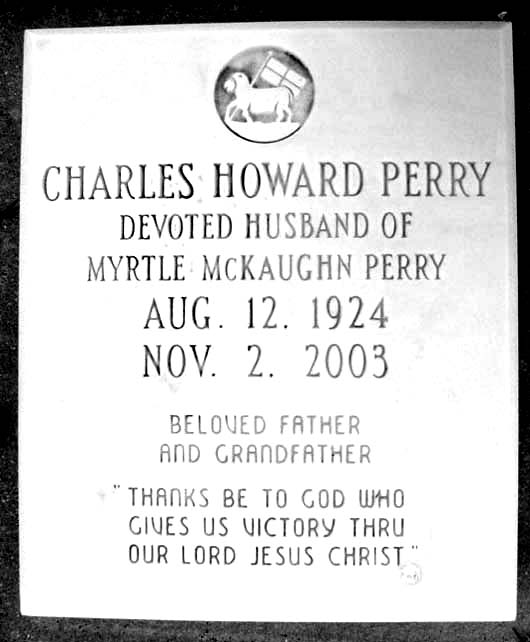 CHARLES HOWARD PERRY
DEVOTED HUSBAND OF
MYRTLE MCKAUGHN PERRY
AUG. 12. 1924
NOV. 2. 2003
BELOVED FATHER
AND GRANDFATHER
"THANKS BE TO GOD WHO
GIVES US VICTORY THRU
OUR LORD JESUS CHRIST"